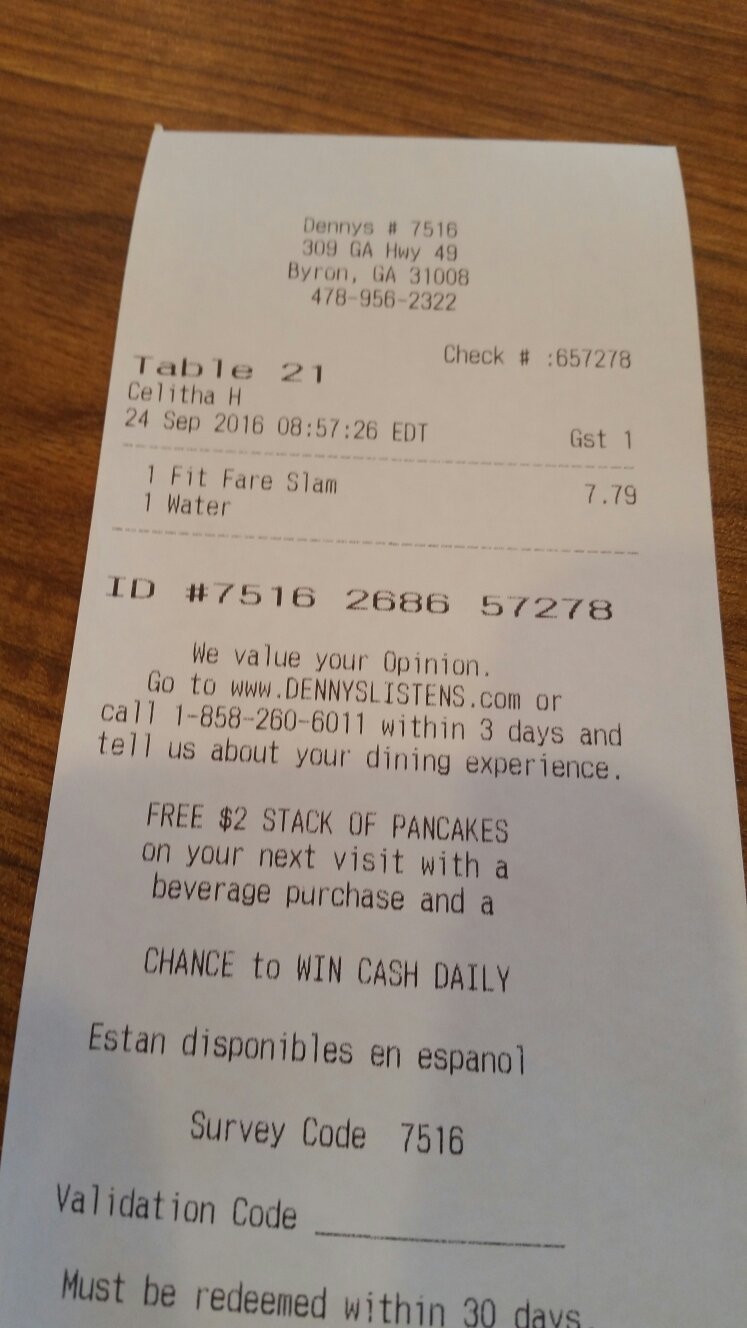 Dennys # 7516
309 GA Hwy 49
Byron, GA 31008
478-956-2322
Check # :657278
Table 21
Celitha H
24 Sep 2016 08:57:26 EDT Gst 1
1 Fit Fare Slam 7.79
1 Water
ID #7516 2686 57278
We value your Opinion.
Go to www.DENNYSLISTENS.com or
call 1-858-260-6011 within 3 days and
tell us about your dining experience.
FREE $2 STACK OF PANCAKES
on your next visit with a
beverage purchase and a
CHANCE to WIN CASH DAILY
Estan disponibles en espanol
Survey Code 7516
Validation Code ____________
Must be redeemed within 30 days.